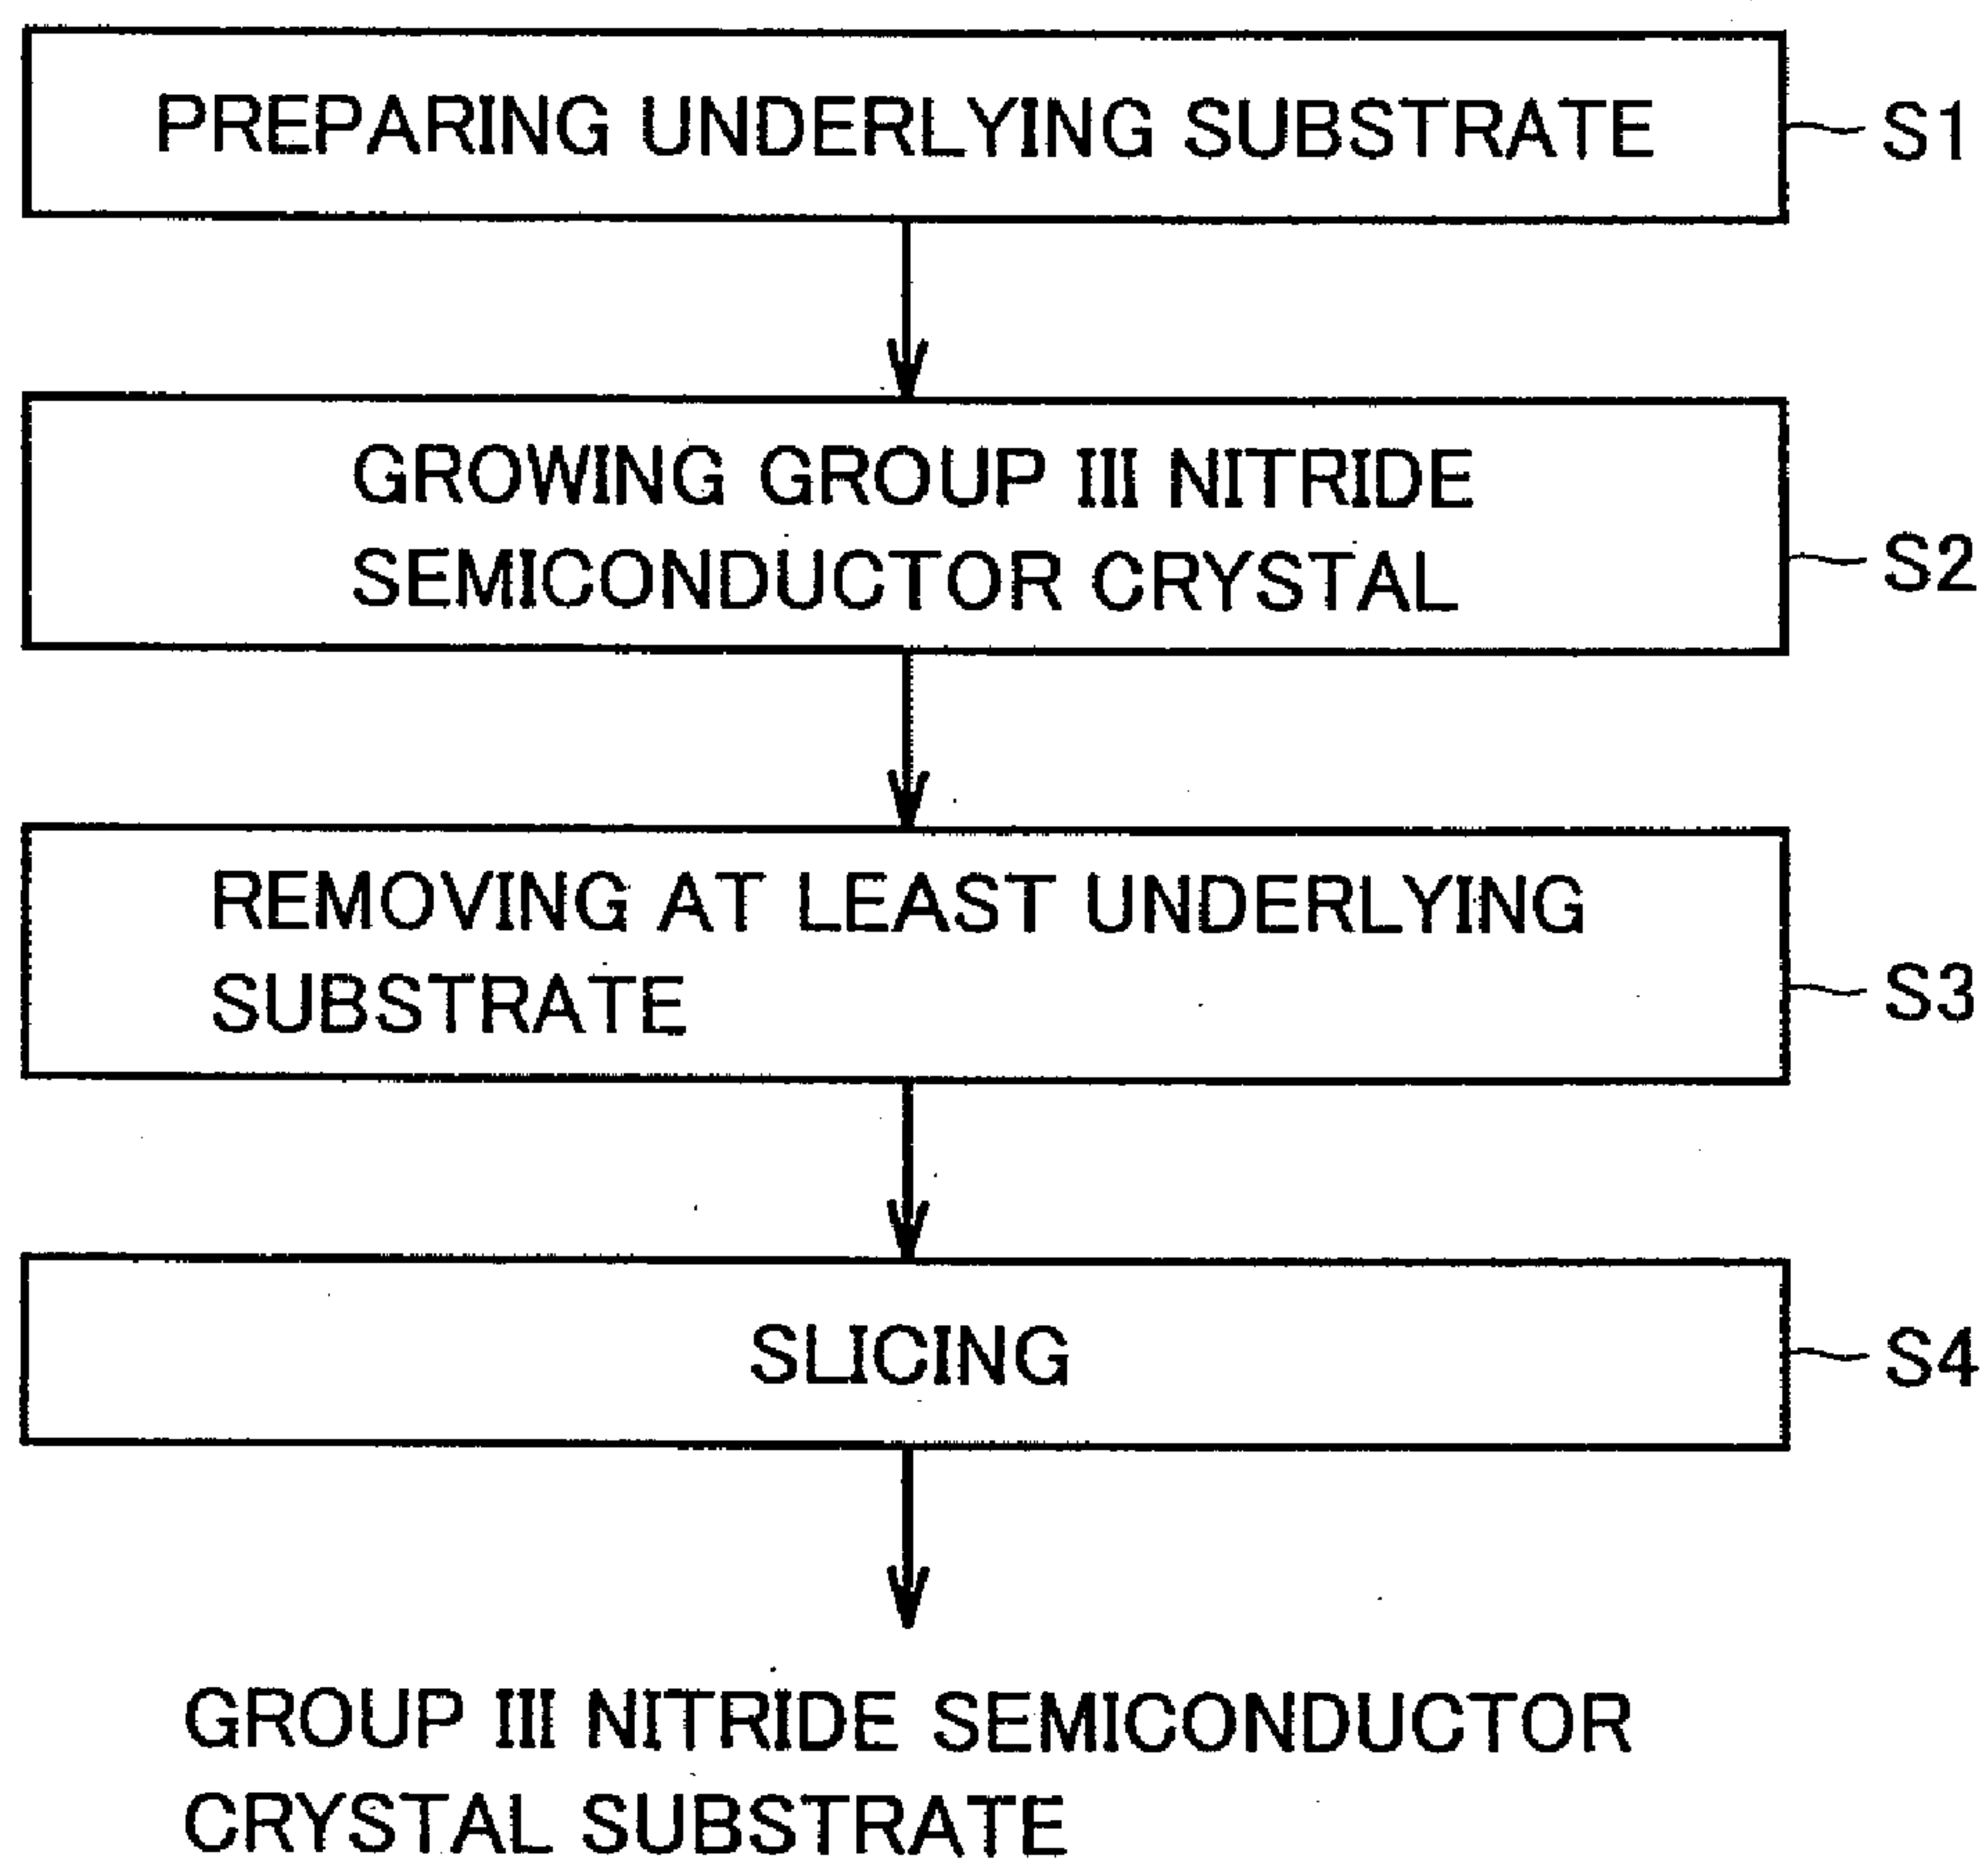 PREPARING UNDERLYING SUBSTRATE
S1
GROWING GROUP III NITRIDE
SEMICONDUCTOR CRYSTAL
S2
REMOVING AT LEAST UNDERLYING
SUBSTRATE
S3
SLICING
S4
GROUP III NITRIDE SEMICONDUCTOR
CRYSTAL SUBSTRATE